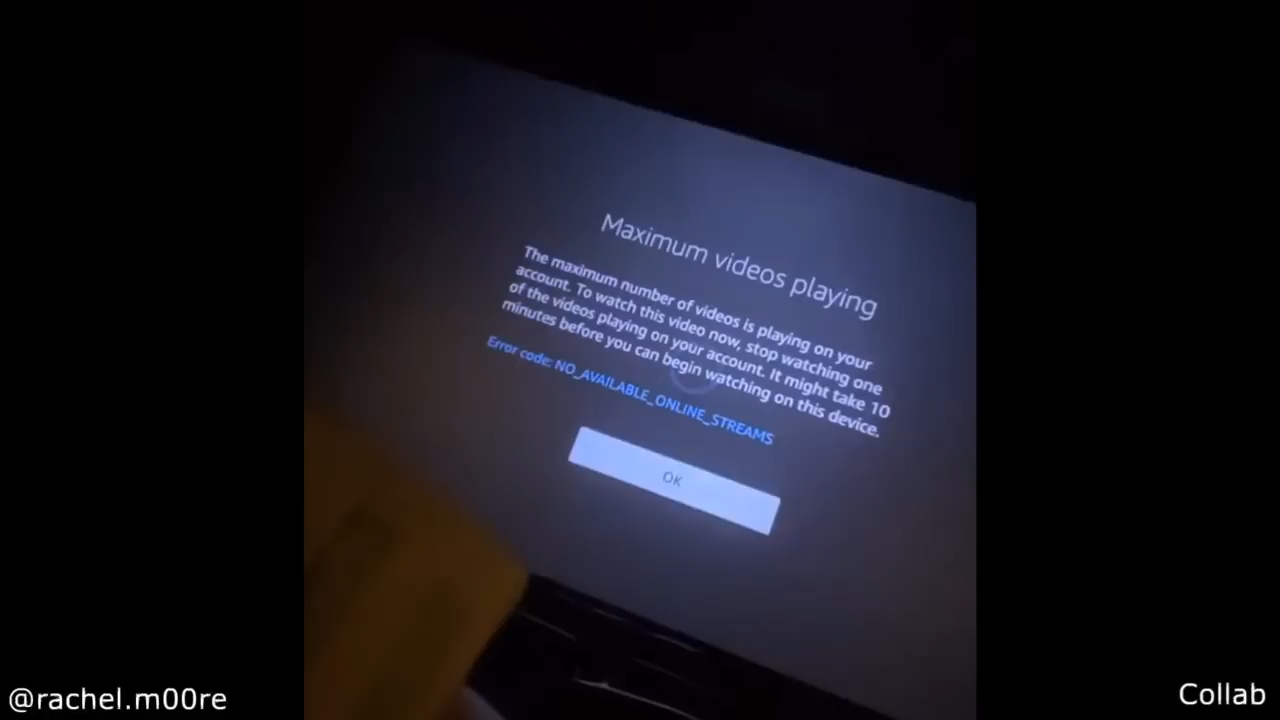 Maximum videos playing
The maximum number of videos is playing on your
account. To watch this video now, stop watching one
of the videos playing on your account. It might take 10
minutes before you can begin watching on this device.
Error code: NO_AVAILABLE_ONLINE_STREAMS
OK
@rachel.m00re
Collab